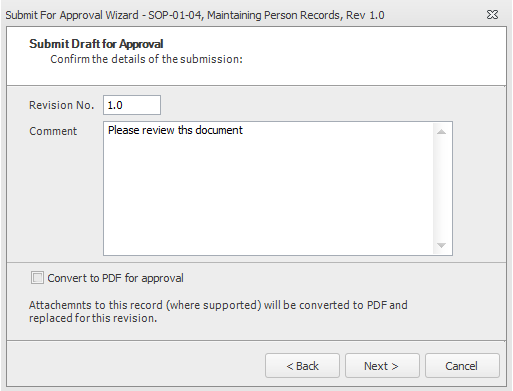 Submit For Approval Wizard - SOP-01-04, Maintaining Person Records, Rev 1.0
Submit Draft for Approval
Confirm the details of the submission:
Revision No. 1.0
Comment Please review ths document
Convert to PDF for approval
Attachemnts to this record (where supported) will be converted to PDF and
replaced for this revision.
< Back Next > Cancel